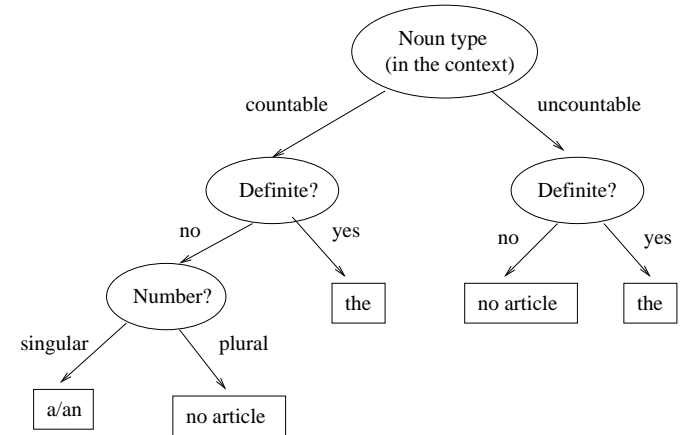 Noun type
(in the context)
countable
uncountable
Definite?
Definite?
no
yes
no
yes
Number?
the
no article
the
singular
plural
a/an
no article